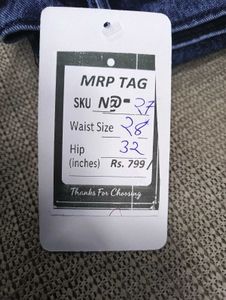 MRP TAG
SKU N@-27
Waist Size 28
Hip 32
(inches) Rs. 799/
Thanks For Choosing